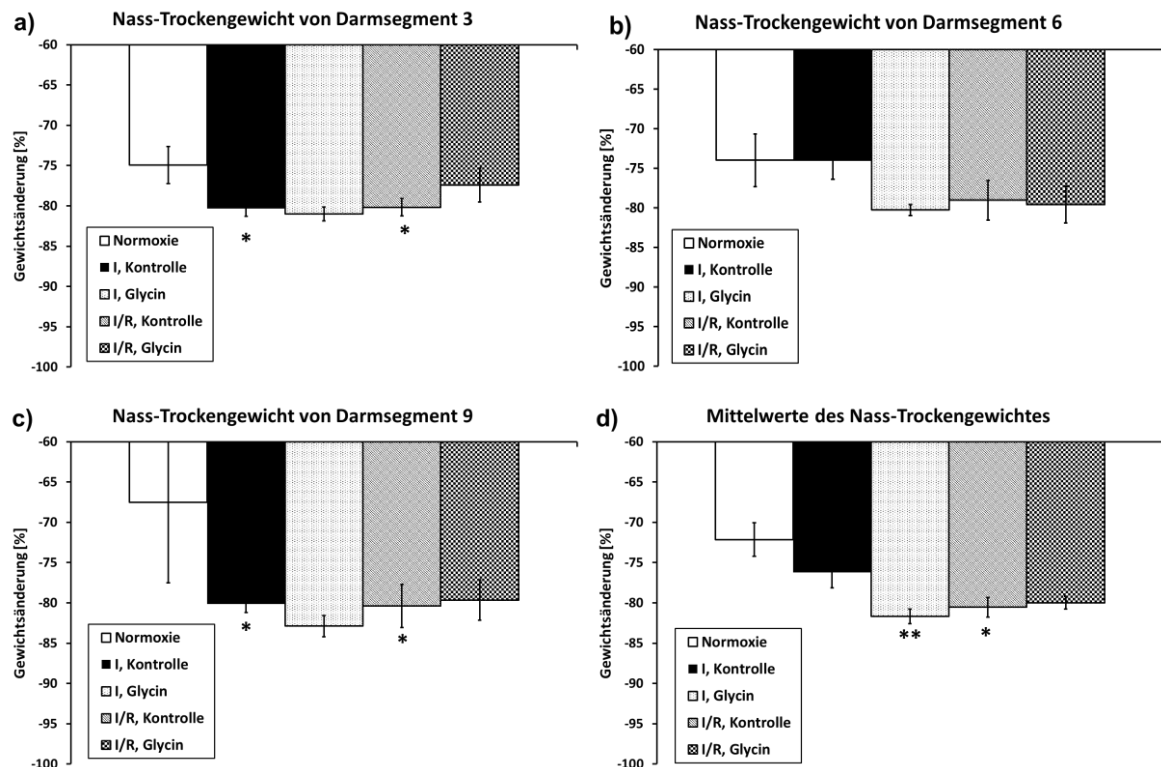 a)
Nass-Trockengewicht von Darmsegment 3
Gewichtsänderung [%]
-60
-65
-70
-75
-80
-85
-90
-95
-100
*
*
Normoxie
I, Kontrolle
I, Glycin
I/R, Kontrolle
I/R, Glycin
b)
Nass-Trockengewicht von Darmsegment 6
Gewichtsänderung [%]
-60
-65
-70
-75
-80
-85
-90
-95
-100
Normoxie
I, Kontrolle
I, Glycin
I/R, Kontrolle
I/R, Glycin
c)
Nass-Trockengewicht von Darmsegment 9
Gewichtsänderung [%]
-60
-65
-70
-75
-80
-85
-90
-95
-100
*
*
Normoxie
I, Kontrolle
I, Glycin
I/R, Kontrolle
I/R, Glycin
d)
Mittelwerte des Nass-Trockengewichtes
Gewichtsänderung [%]
-60
-65
-70
-75
-80
-85
-90
-95
-100
**
*
Normoxie
I, Kontrolle
I, Glycin
I/R, Kontrolle
I/R, Glycin